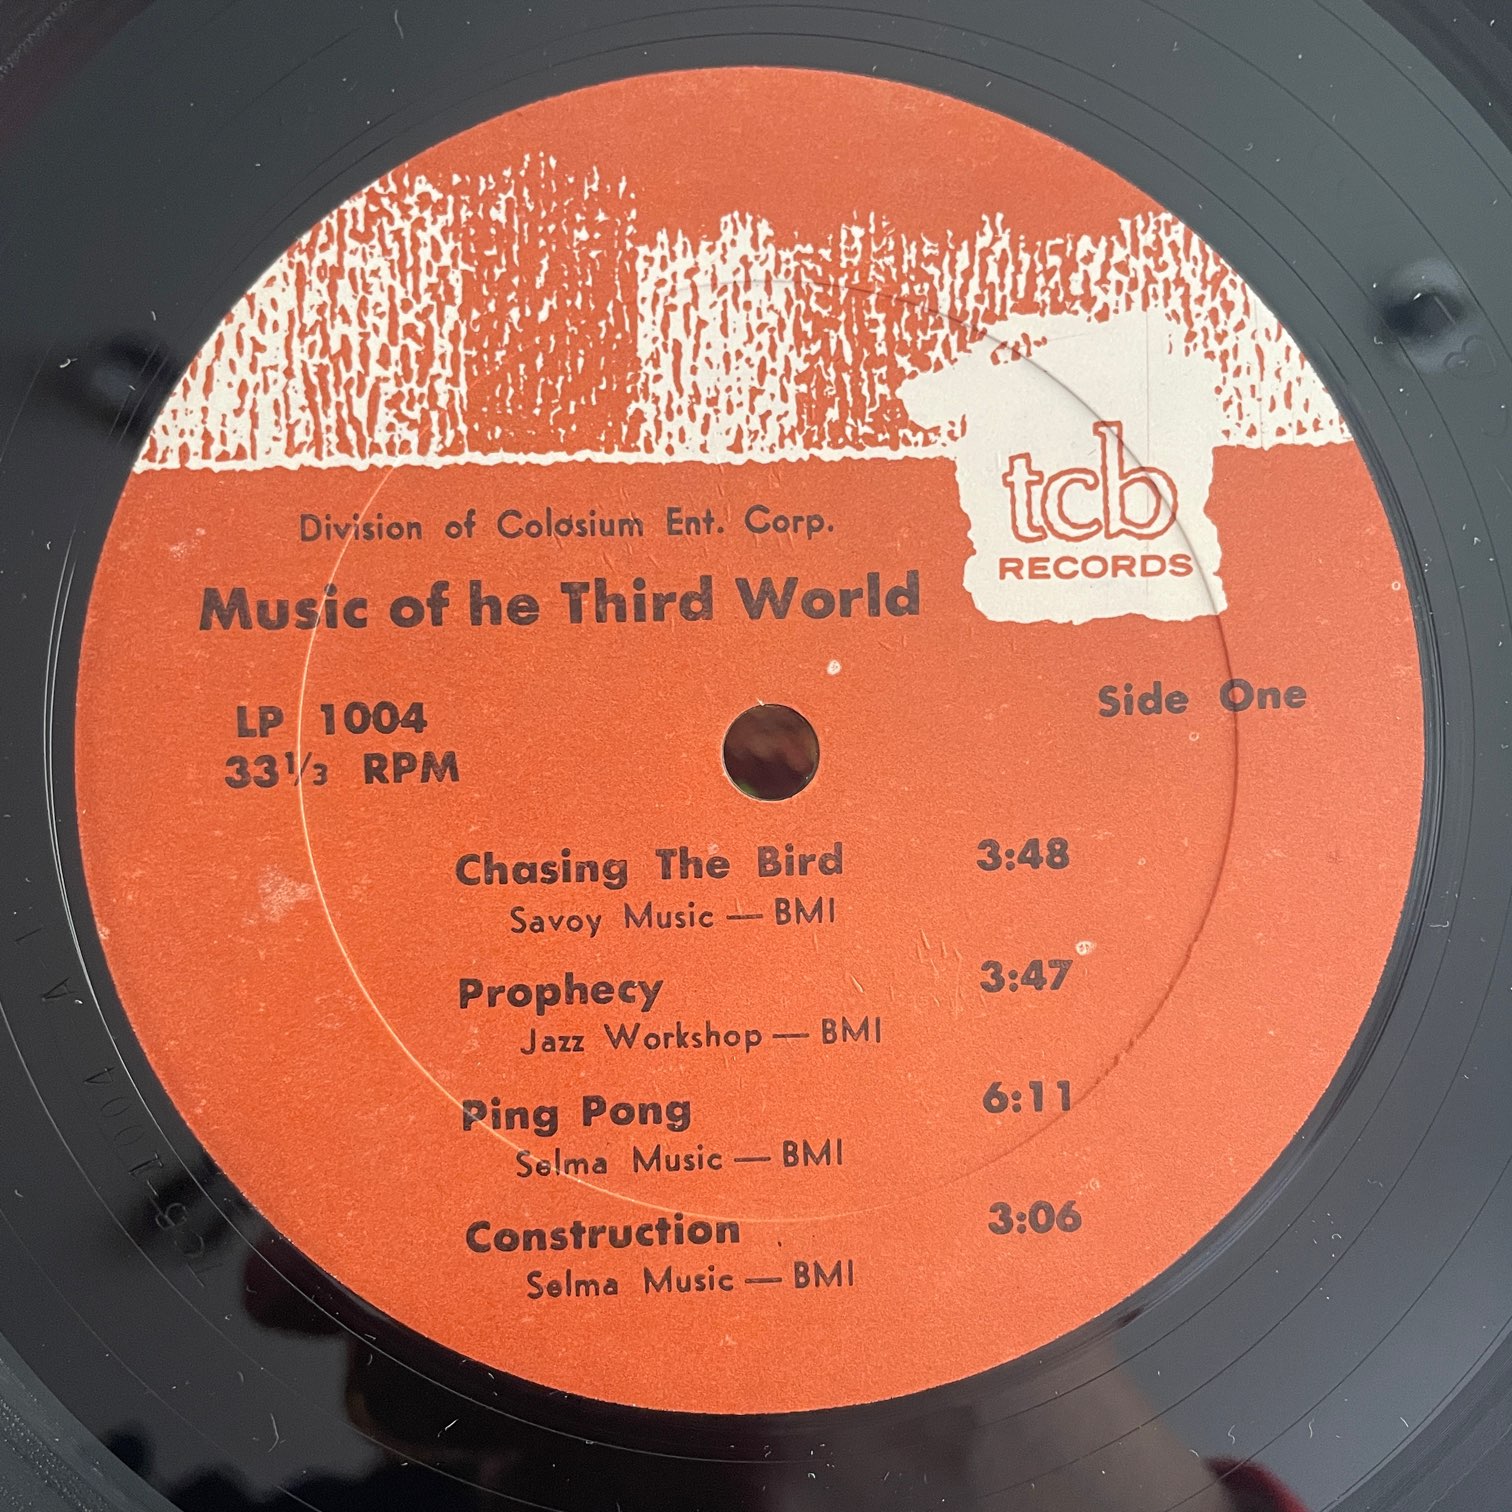 tcb
RECORDS
Division of Colosium Ent. Corp.
Music of he Third World
LP 1004
33⅓ RPM
Side One
Chasing The Bird 3:48
Savoy Music — BMI
Prophecy 3:47
Jazz Workshop — BMI
Ping Pong 6:11
Selma Music — BMI
Construction 3:06
Selma Music — BMI